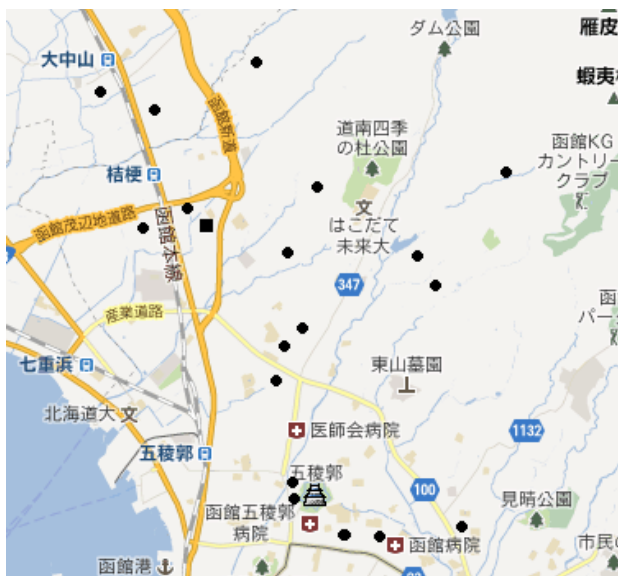 ダム公園
雁皮
大中山
蝦夷
函館新道
道南四季
の杜公園
函館KG
カントリー
クラブ
桔梗
文
はこだて
未来大
函館茂辺地道路
函館本線
347
産業道路
パー
七重浜
東山墓園
北海道大 文
1132
医師会病院
五稜郭
五稜郭
100
函館五稜郭
病院
見晴公園
函館病院
市民
函館港